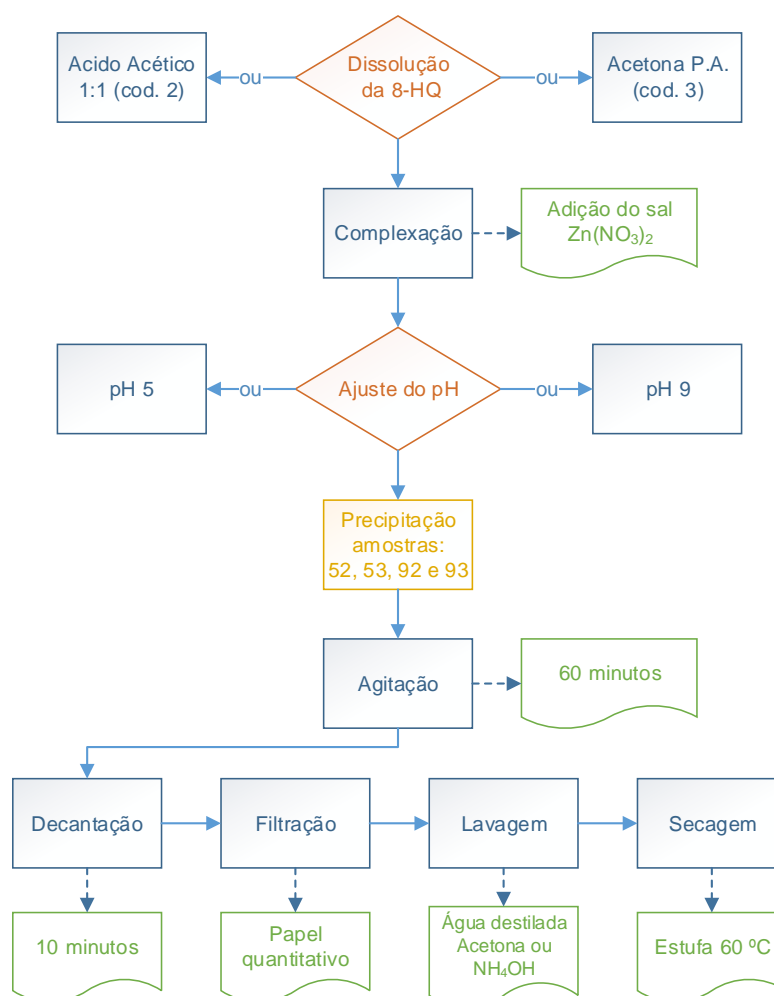 Acido Acético
1:1 (cod. 2)
ou
Dissolução
da 8-HQ
ou
Acetona P.A.
(cod. 3)
Complexação
Adição do sal
Zn(NO₃)₂
pH 5
ou
Ajuste do pH
ou
pH 9
Precipitação
amostras:
52, 53, 92 e 93
Agitação
60 minutos
Decantação
Filtração
Lavagem
Secagem
10 minutos
Papel
quantitativo
Água destilada
Acetona ou
NH₄OH
Estufa 60 ºC